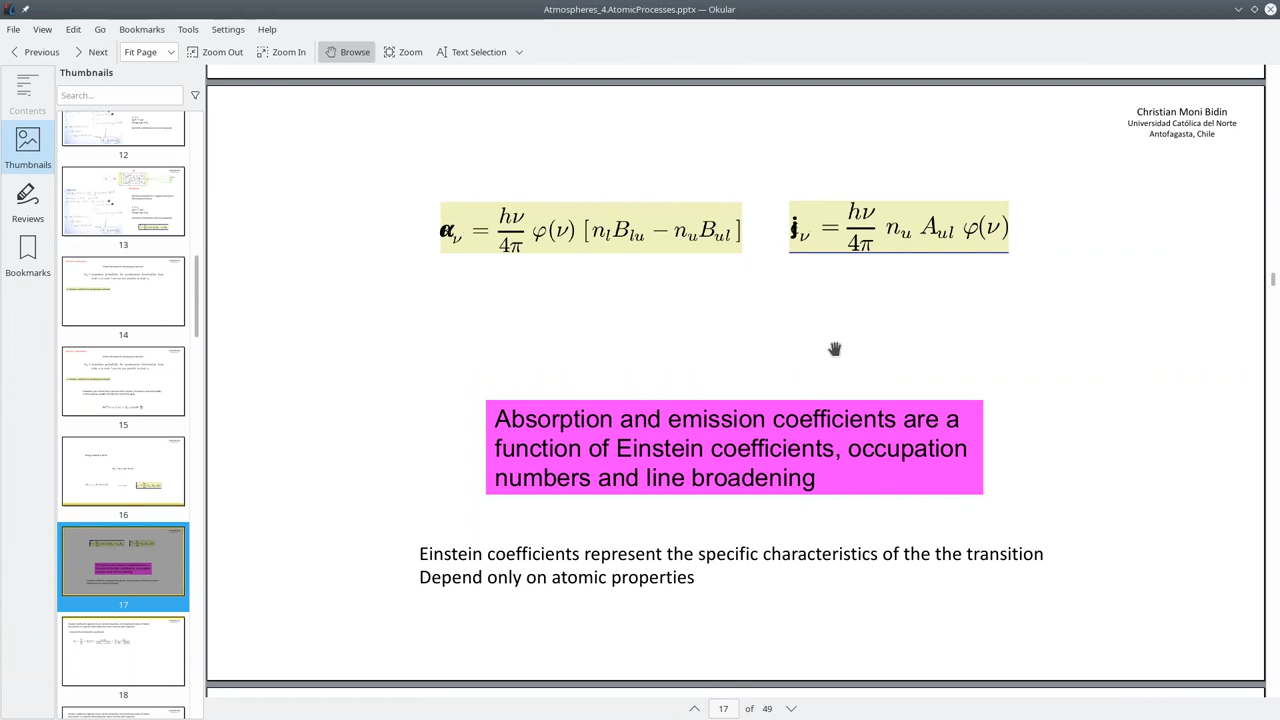 Atmospheres_4.AtomicProcesses.pptx — Okular
File View Edit Go Bookmarks Tools Settings Help
Previous Next Fit Page Zoom Out Zoom In Browse Zoom Text Selection
Thumbnails
Contents
Search...
Thumbnails
Reviews
Bookmarks
12
13
14
15
16
17
18
Christian Moni Bidin
Universidad Católica del Norte
Antofagasta, Chile
α_ν = hν/4π φ(ν) [n_l B_lu − n_u B_ul]
j_ν = hν/4π n_u A_ul φ(ν)
Absorption and emission coefficients are a
function of Einstein coefficients, occupation
numbers and line broadening
Einstein coefficients represent the specific characteristics of the the transition
Depend only on atomic properties
17 of 49